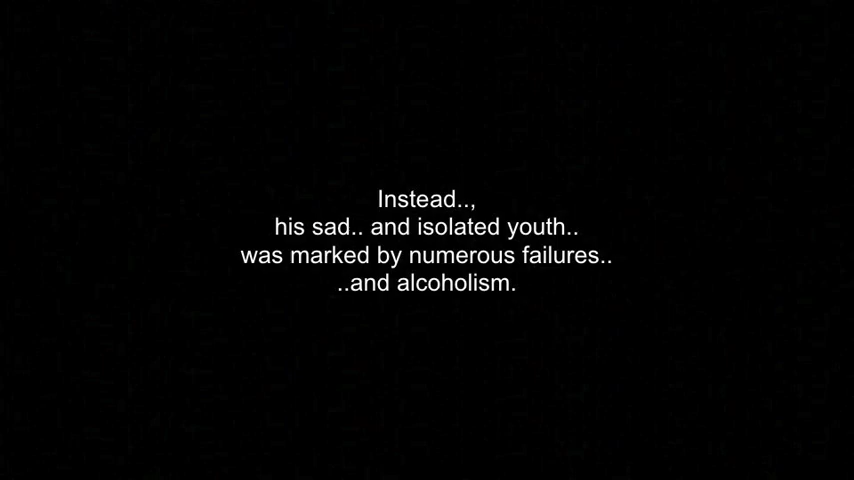 Instead..,
his sad.. and isolated youth..
was marked by numerous failures..
..and alcoholism.